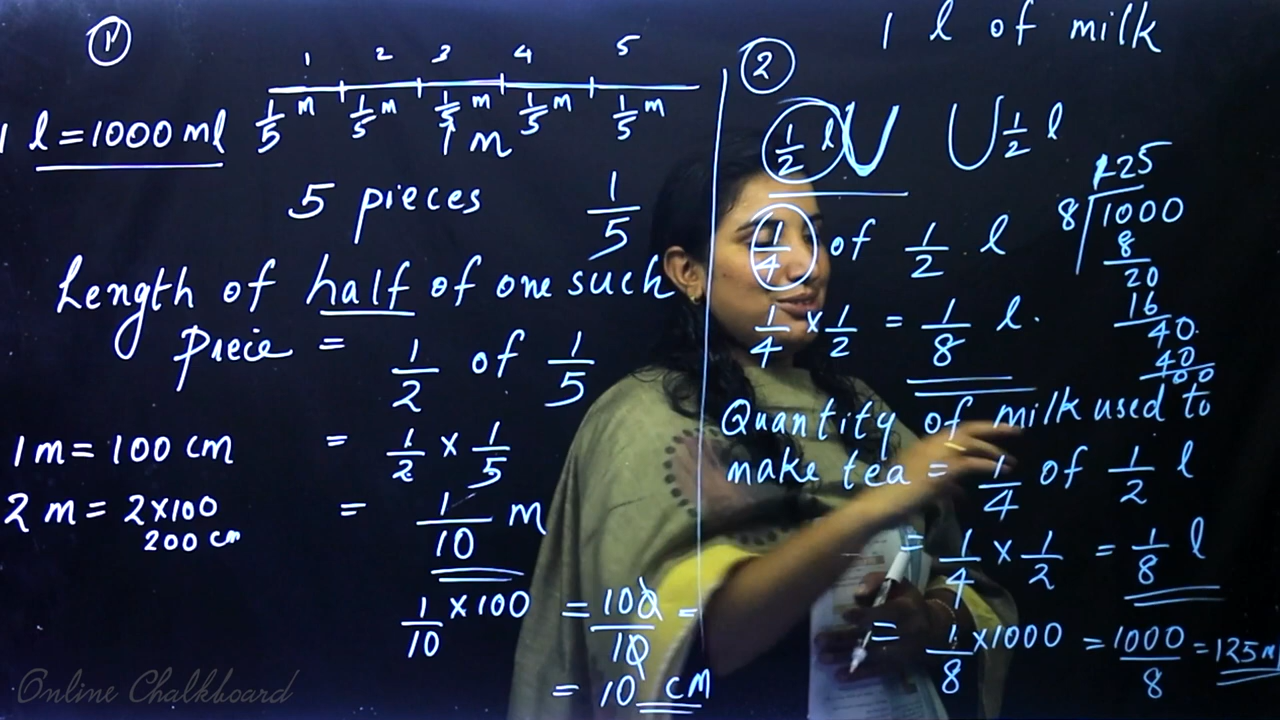 ①
1 2 3 4 5
1/5 m 1/5 m 1/5 m 1/5 m 1/5 m
1 m
1 l = 1000 ml
5 pieces 1/5
Length of half of one such
piece = 1/2 of 1/5
1 m = 100 cm = 1/2 × 1/5
2 m = 2×100 = 1/10 m
200 cm
1/10 × 100 = 100/10 =
= 10 cm
Online Chalkboard
②
1 l of milk
1/2 l 1/2 l
1/4 of 1/2 l
1/4 × 1/2 = 1/8 l.
125
8 1000
8
20
16
40
40
00
Quantity of milk used to
make tea = 1/4 of 1/2 l
= 1/4 × 1/2 = 1/8 l
= 1/8 × 1000 = 1000/8 = 125 m